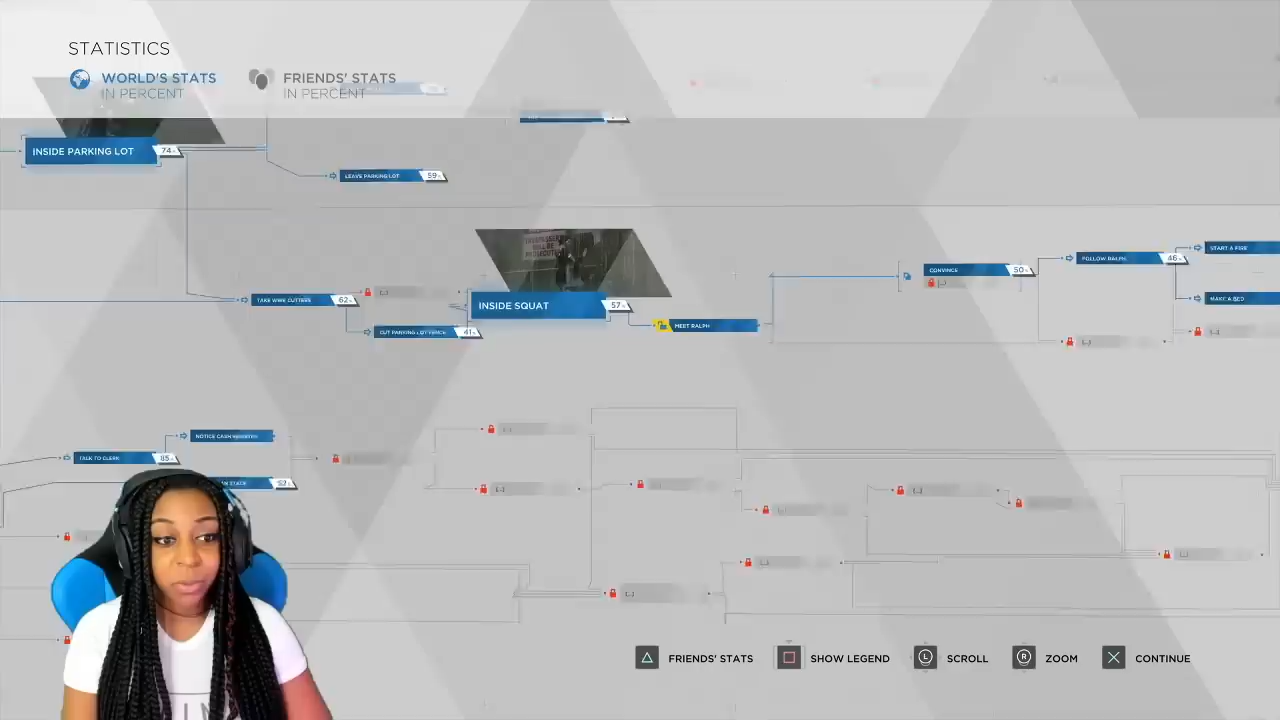 STATISTICS
WORLD'S STATS
IN PERCENT
FRIENDS' STATS
IN PERCENT
INSIDE PARKING LOT 74%
LEAVE PARKING LOT 59%
START A FIRE
FOLLOW RALPH 46%
CONVINCE 50%
MAKE A BED
TAKE WIRE CUTTERS 62%
INSIDE SQUAT 57%
MEET RALPH
CUT PARKING LOT FENCE 41%
NOTICE CASH REGISTER
TALK TO CLERK 85%
STACK
FRIENDS' STATS
SHOW LEGEND
L SCROLL
R ZOOM
CONTINUE